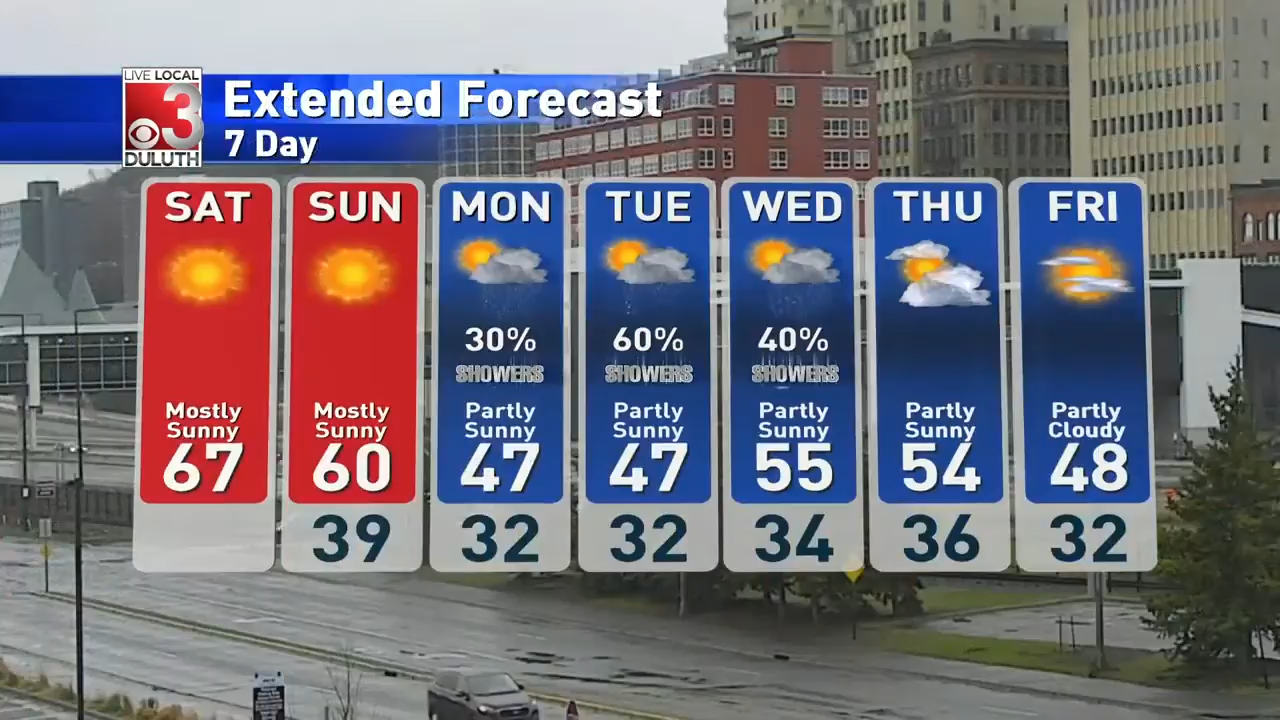 LIVE LOCAL
3
DULUTH
Extended Forecast
7 Day
SAT
Mostly
Sunny
67
SUN
Mostly
Sunny
60
39
MON
30%
SHOWERS
Partly
Sunny
47
32
TUE
60%
SHOWERS
Partly
Sunny
47
32
WED
40%
SHOWERS
Partly
Sunny
55
34
THU
Partly
Sunny
54
36
FRI
Partly
Cloudy
48
32